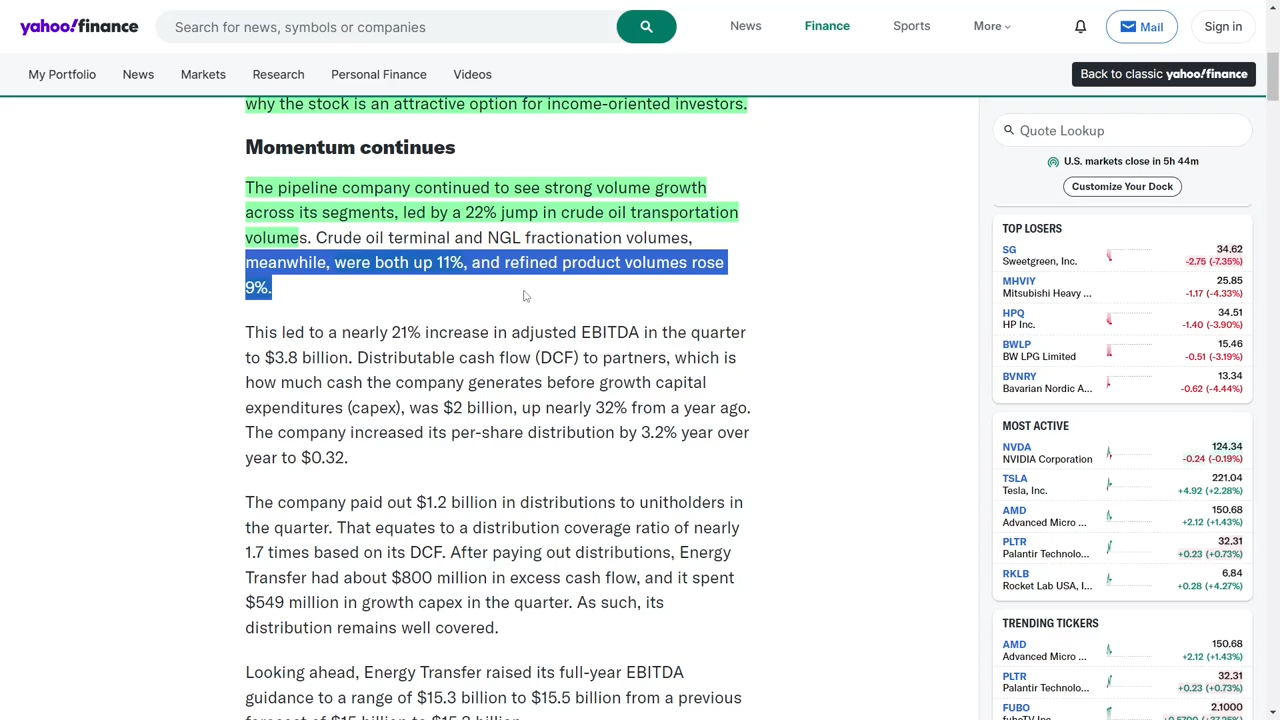 yahoo!finance
Search for news, symbols or companies
News
Finance
Sports
More
Mail
Sign in
My Portfolio
News
Markets
Research
Personal Finance
Videos
Back to classic yahoo!finance
why the stock is an attractive option for income-oriented investors.
Momentum continues
The pipeline company continued to see strong volume growth
across its segments, led by a 22% jump in crude oil transportation
volumes. Crude oil terminal and NGL fractionation volumes,
meanwhile, were both up 11%, and refined product volumes rose
9%.
This led to a nearly 21% increase in adjusted EBITDA in the quarter
to $3.8 billion. Distributable cash flow (DCF) to partners, which is
how much cash the company generates before growth capital
expenditures (capex), was $2 billion, up nearly 32% from a year ago.
The company increased its per-share distribution by 3.2% year over
year to $0.32.
The company paid out $1.2 billion in distributions to unitholders in
the quarter. That equates to a distribution coverage ratio of nearly
1.7 times based on its DCF. After paying out distributions, Energy
Transfer had about $800 million in excess cash flow, and it spent
$549 million in growth capex in the quarter. As such, its
distribution remains well covered.
Looking ahead, Energy Transfer raised its full-year EBITDA
guidance to a range of $15.3 billion to $15.5 billion from a previous
Quote Lookup
U.S. markets close in 5h 44m
Customize Your Dock
TOP LOSERS
SG 34.62
Sweetgreen, Inc. -2.75 (-7.35%)
MHVIY 25.85
Mitsubishi Heavy ... -1.17 (-4.33%)
HPQ 34.51
HP Inc. -1.40 (-3.90%)
BWLP 15.46
BW LPG Limited -0.51 (-3.19%)
BVNRY 13.34
Bavarian Nordic A... -0.62 (-4.44%)
MOST ACTIVE
NVDA 124.34
NVIDIA Corporation -0.24 (-0.19%)
TSLA 221.04
Tesla, Inc. +4.92 (+2.28%)
AMD 150.68
Advanced Micro ... +2.12 (+1.43%)
PLTR 32.31
Palantir Technolo... +0.23 (+0.73%)
RKLB 6.84
Rocket Lab USA, I... +0.28 (+4.27%)
TRENDING TICKERS
AMD 150.68
Advanced Micro ... +2.12 (+1.43%)
PLTR 32.31
Palantir Technolo... +0.23 (+0.73%)
FUBO 2.1000